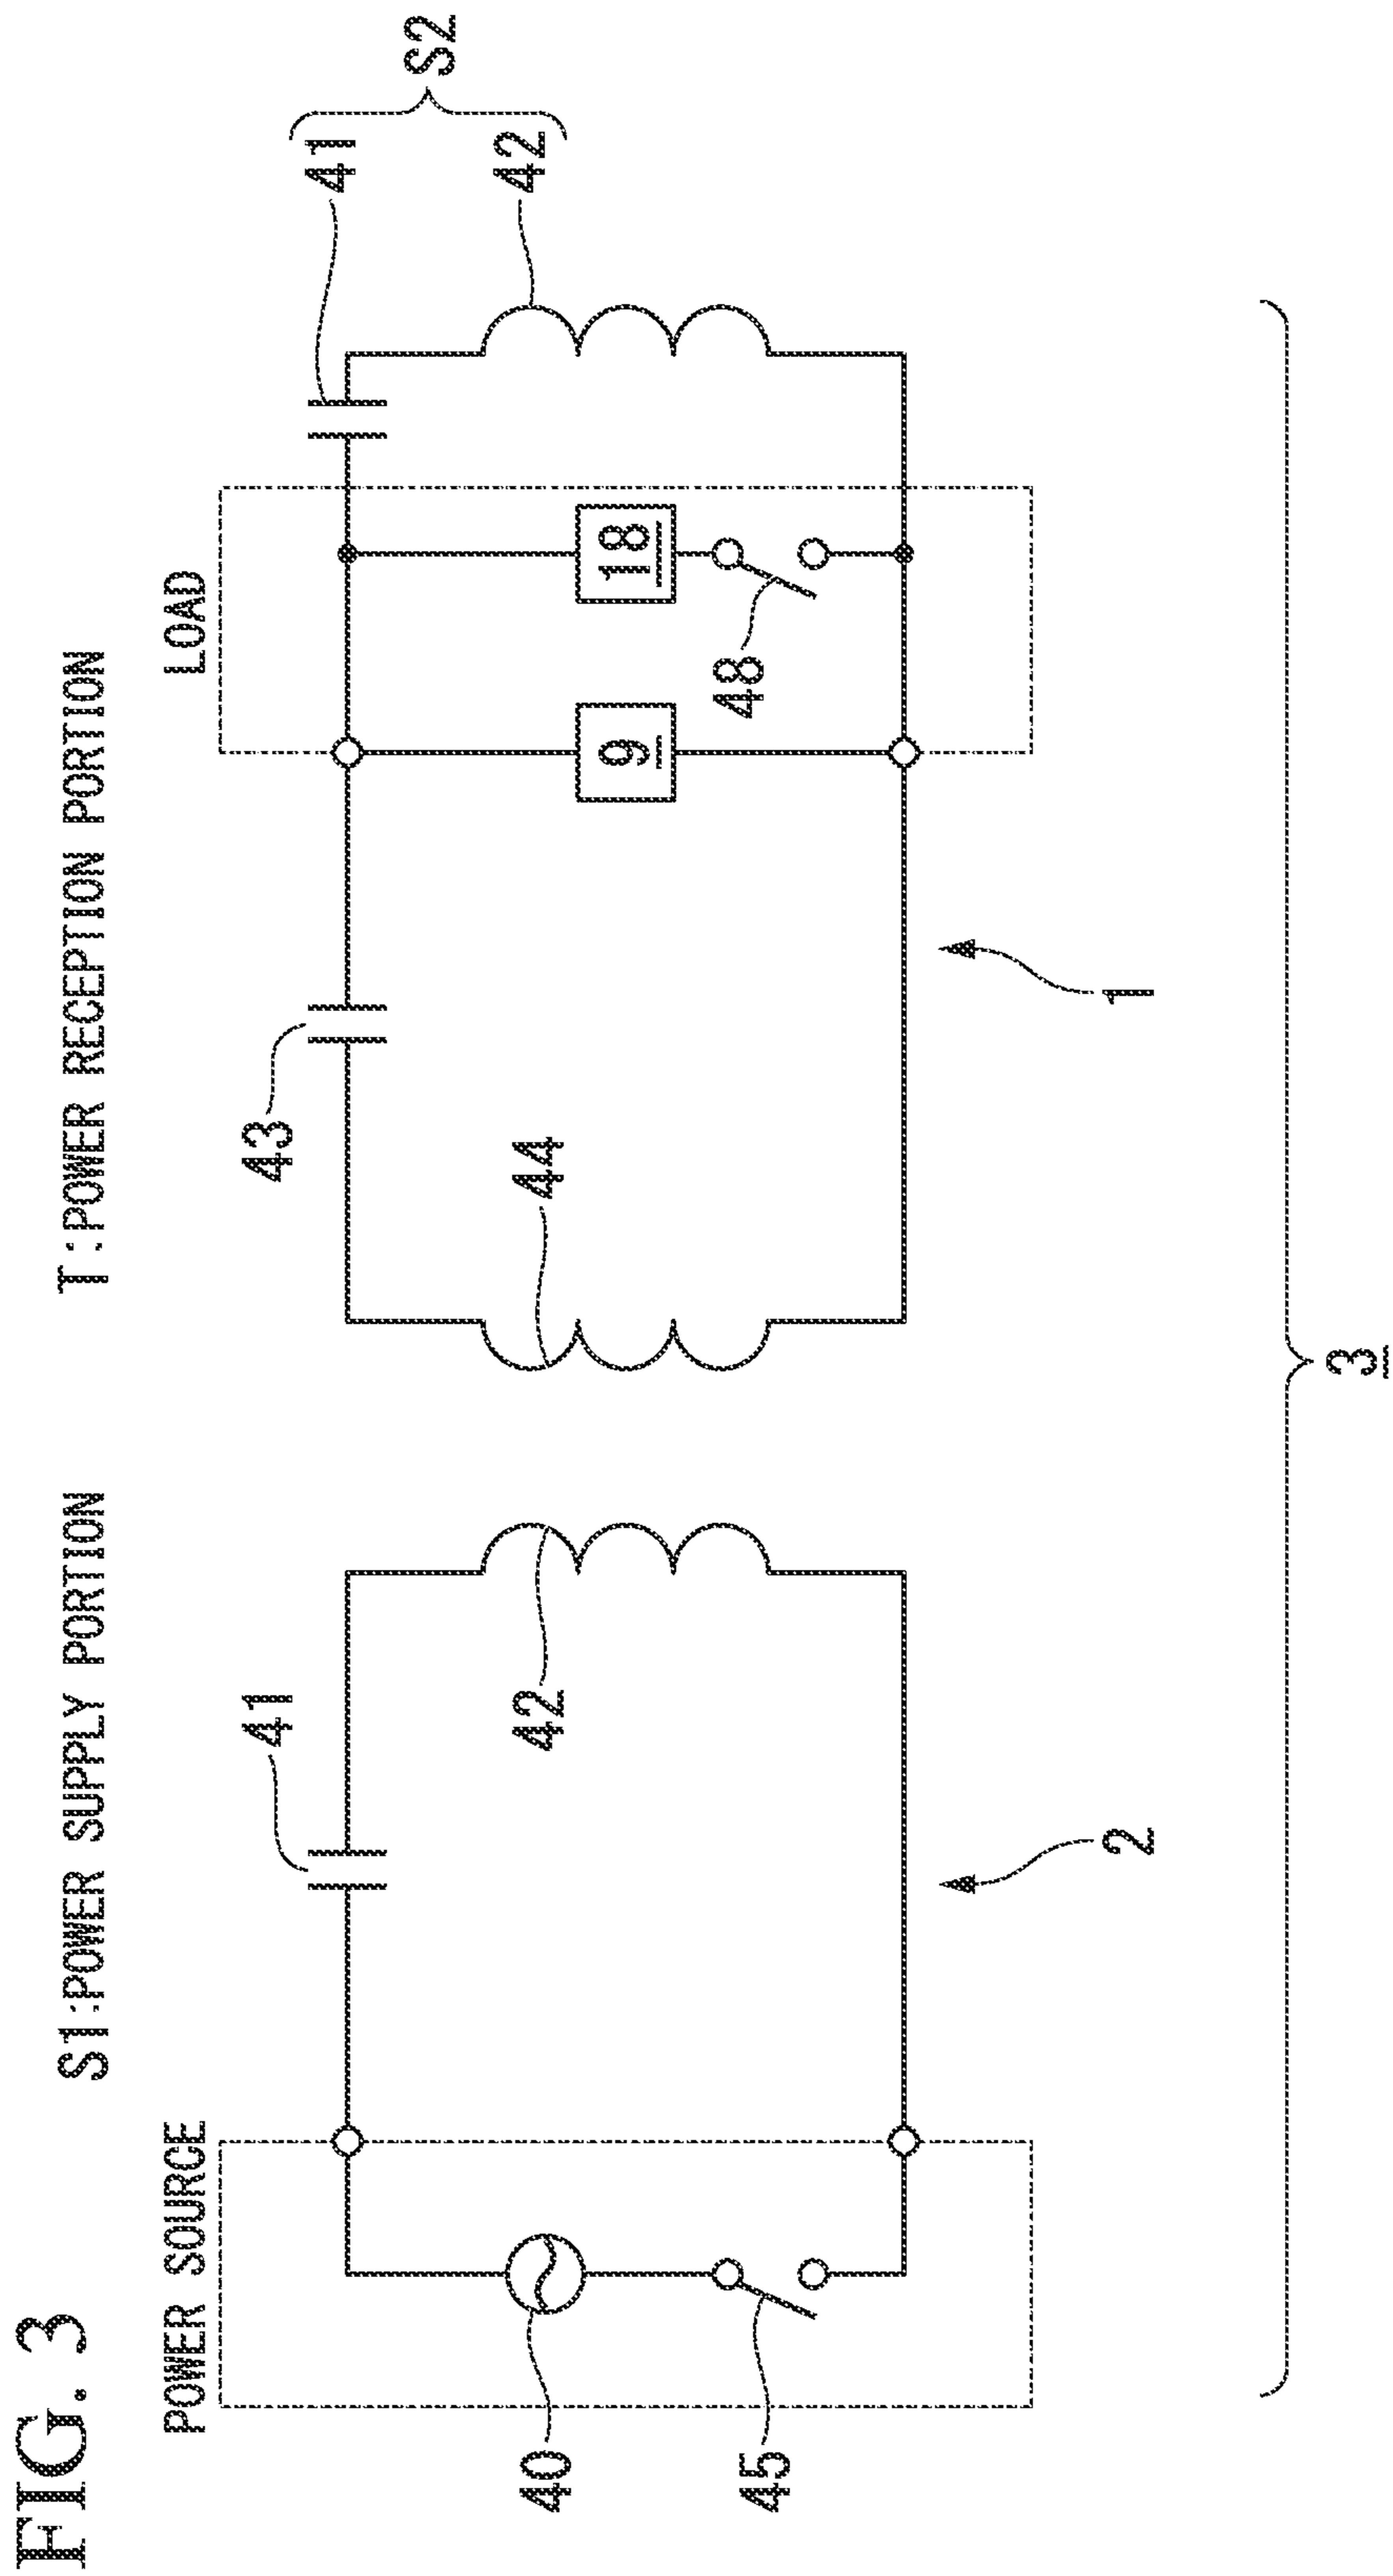 FIG. 3
S1:POWER SUPPLY PORTION
T:POWER RECEPTION PORTION
POWER SOURCE
LOAD
41
43
41
42
S2
40
42
44
18
9
45
48
2
1
3